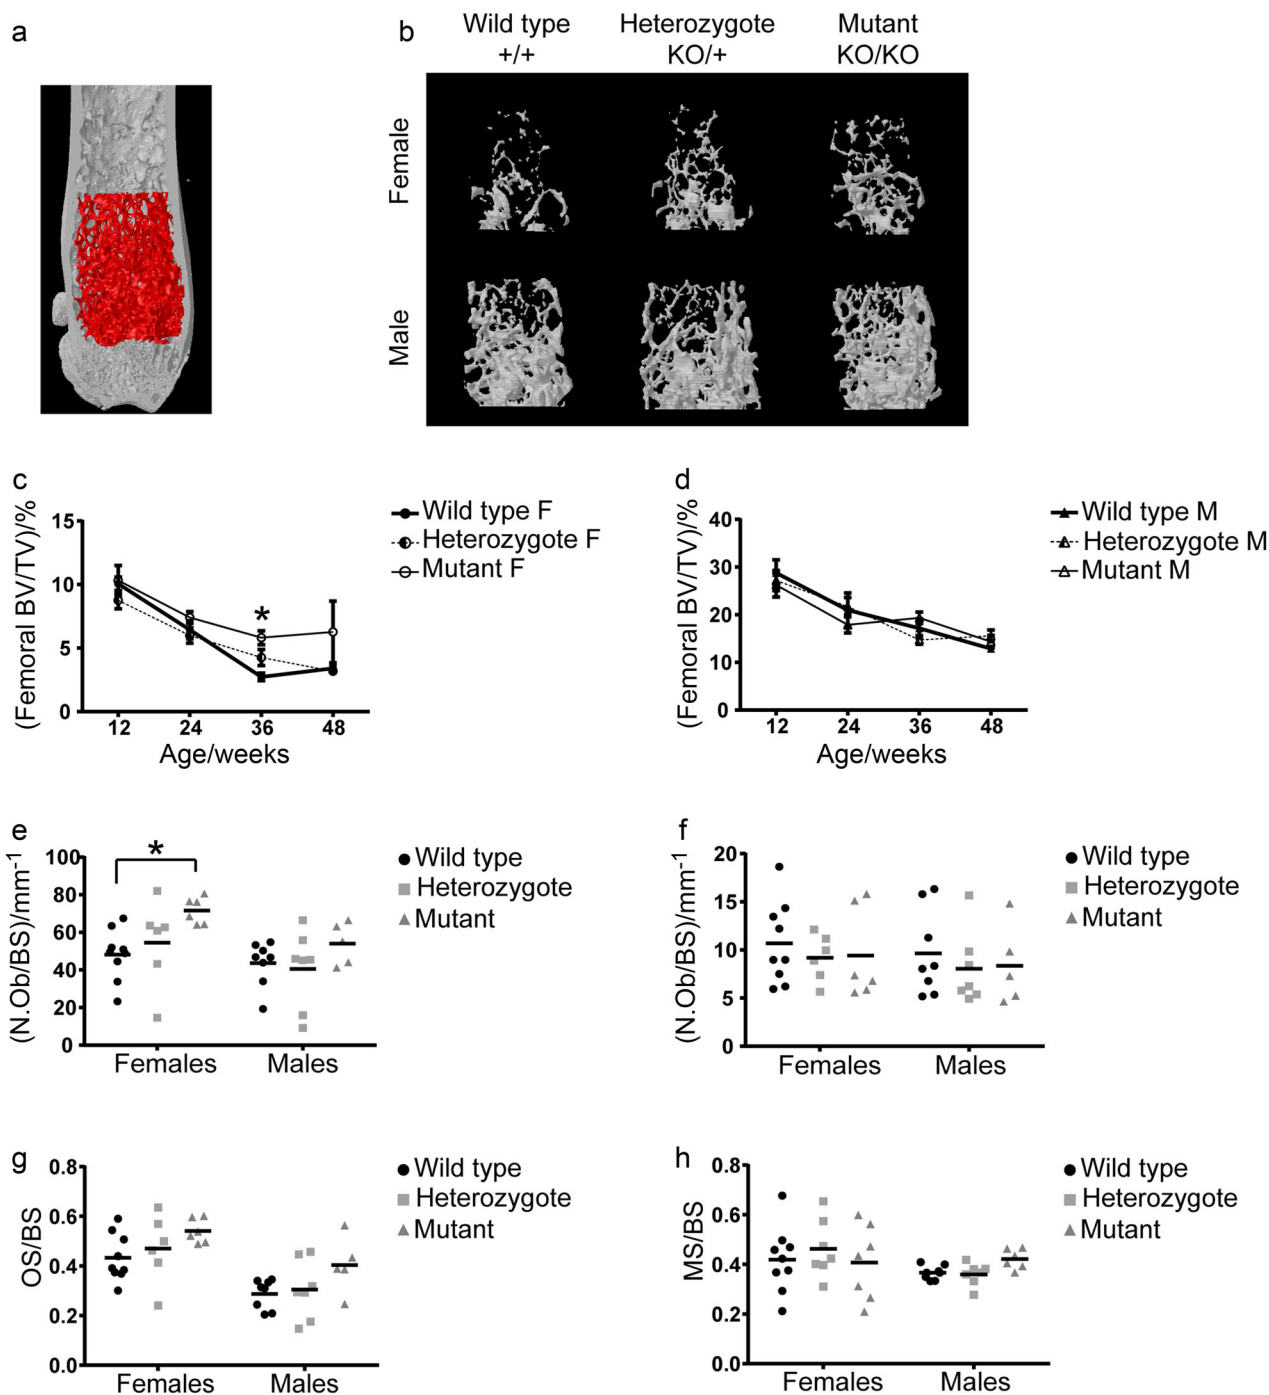 a
b
Wild type
+/+
Heterozygote
KO/+
Mutant
KO/KO
Female
Male
c
(Femoral BV/TV)/%
15
10
5
0
12 24 36 48
Age/weeks
*
Wild type F
Heterozygote F
Mutant F
d
(Femoral BV/TV)/%
40
30
20
10
0
12 24 36 48
Age/weeks
Wild type M
Heterozygote M
Mutant M
e
(N.Ob/BS)/mm⁻¹
100
80
60
40
20
0
*
Females Males
Wild type
Heterozygote
Mutant
f
(N.Ob/BS)/mm⁻¹
20
15
10
5
0
Females Males
Wild type
Heterozygote
Mutant
g
OS/BS
0.8
0.6
0.4
0.2
0.0
Females Males
Wild type
Heterozygote
Mutant
h
MS/BS
0.8
0.6
0.4
0.2
0.0
Females Males
Wild type
Heterozygote
Mutant